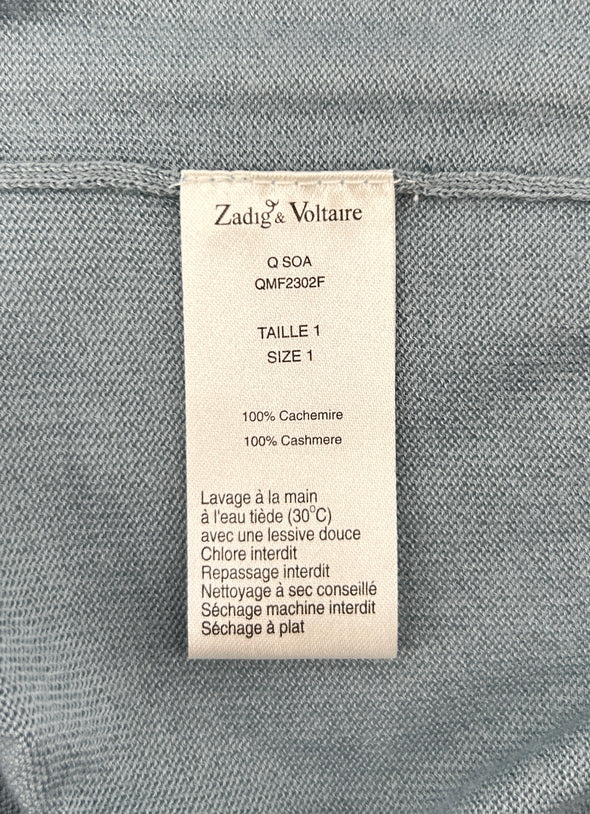 Zadig & Voltaire
Q SOA
QMF2302F
TAILLE 1
SIZE 1
100% Cachemire
100% Cashmere
Lavage à la main
à l'eau tiède (30°C)
avec une lessive douce
Chlore interdit
Repassage interdit
Nettoyage à sec conseillé
Séchage machine interdit
Séchage à plat